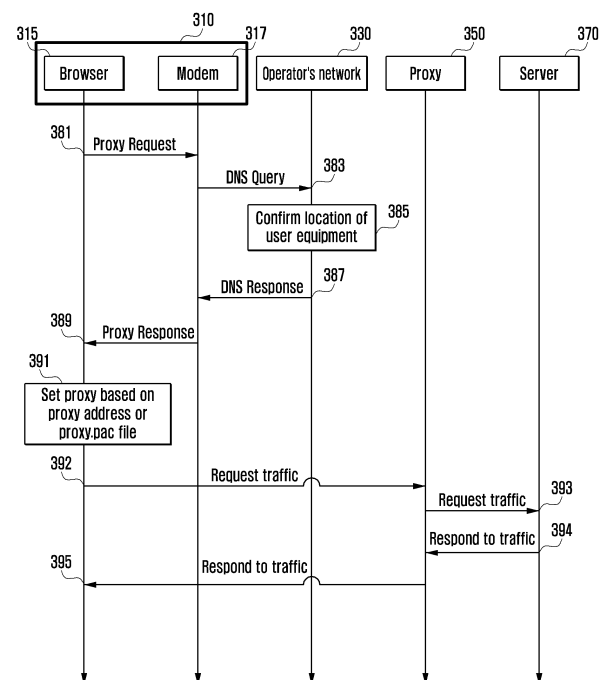 310
315
317
330
350
370
Browser
Modem
Operator's network
Proxy
Server
381
Proxy Request
DNS Query
383
Confirm location of
user equipment
385
DNS Response
387
389
Proxy Response
391
Set proxy based on
proxy address or
proxy.pac file
392
Request traffic
Request traffic
393
394
Respond to traffic
395
Respond to traffic